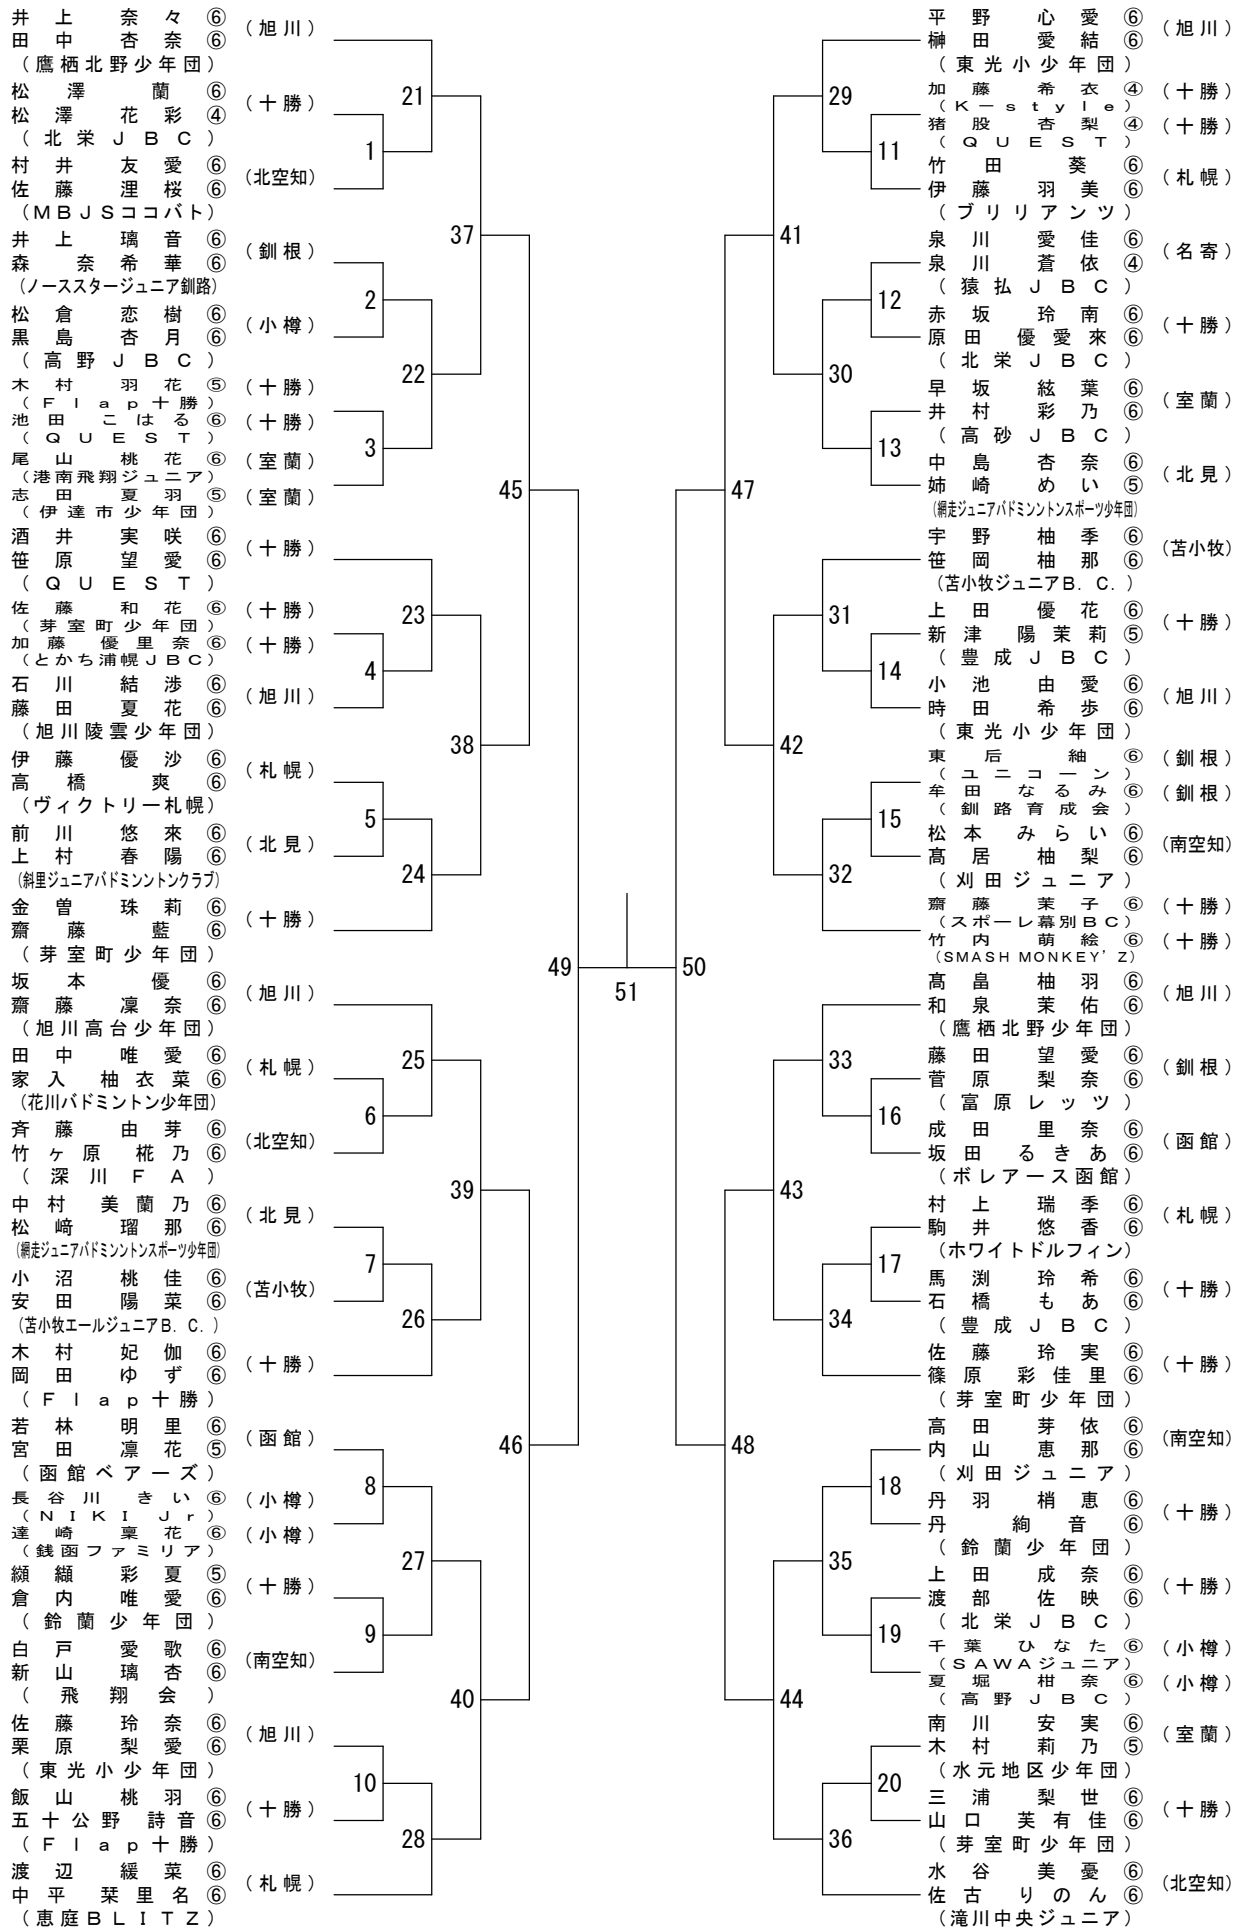 井上 奈々 ⑥
田中 杏奈 ⑥
(旭川)
(鷹栖北野少年団)
松澤 蘭 ⑥
松澤 花彩 ④
(十勝)
(北栄JBC)
村井 友愛 ⑥
佐藤 浬桜 ⑥
(北空知)
(MBJSココバト)
井上 璃音 ⑥
森 奈希華 ⑥
(釧根)
(ノーススタージュニア釧路)
松倉 恋樹 ⑥
黒島 杏月 ⑥
(小樽)
(高野JBC)
木村 羽花 ⑤ (十勝)
(Flap十勝)
池田 こはる ⑥ (十勝)
(QUEST)
尾山 桃花 ⑥ (室蘭)
(港南飛翔ジュニア)
志田 夏羽 ⑤ (室蘭)
(伊達市少年団)
酒井 実咲 ⑥
笹原 望愛 ⑥
(十勝)
(QUEST)
佐藤 和花 ⑥ (十勝)
(芽室町少年団)
加藤 優里奈 ⑥ (十勝)
(とかち浦幌JBC)
石川 結渉 ⑥
藤田 夏花 ⑥
(旭川)
(旭川陵雲少年団)
伊藤 優沙 ⑥
高橋 爽 ⑥
(札幌)
(ヴィクトリー札幌)
前川 悠來 ⑥
上村 春陽 ⑥
(北見)
(斜里ジュニアバドミンントンクラブ)
金曽 珠莉 ⑥
齋藤 藍 ⑥
(十勝)
(芽室町少年団)
坂本 優 ⑥
齋藤 凜奈 ⑥
(旭川)
(旭川高台少年団)
田中 唯愛 ⑥
家入 柚衣菜 ⑥
(札幌)
(花川バドミントン少年団)
斉藤 由芽 ⑥
竹ヶ原 椛乃 ⑥
(北空知)
(深川FA)
中村 美蘭乃 ⑥
松﨑 瑠那 ⑥
(北見)
(網走ジュニアバドミンントンスポーツ少年団)
小沼 桃佳 ⑥
安田 陽菜 ⑥
(苫小牧)
(苫小牧エールジュニアB.C.)
木村 妃伽 ⑥
岡田 ゆず ⑥
(十勝)
(Flap十勝)
若林 明里 ⑥
宮田 凛花 ⑤
(函館)
(函館ベアーズ)
長谷川 きい ⑥ (小樽)
(NIKI Jr)
達崎 稟花 ⑥ (小樽)
(銭函ファミリア)
纐纈 彩夏 ⑤
倉内 唯愛 ⑥
(十勝)
(鈴蘭少年団)
白戸 愛歌 ⑥
新山 璃杏 ⑥
(南空知)
(飛翔会)
佐藤 玲奈 ⑥
栗原 梨愛 ⑥
(旭川)
(東光小少年団)
飯山 桃羽 ⑥
五十公野 詩音 ⑥
(十勝)
(Flap十勝)
渡辺 緩菜 ⑥
中平 栞里名 ⑥
(札幌)
(恵庭BLITZ)
21
1
37
2
22
3
45
23
4
38
5
24
49
25
6
39
7
26
46
8
27
9
40
10
28
51
50
29
11
41
12
30
13
47
31
14
42
15
32
33
16
43
17
34
48
18
35
19
44
20
36
平野 心愛 ⑥
榊田 愛結 ⑥
(旭川)
(東光小少年団)
加藤 希衣 ④ (十勝)
(K-style)
猪股 杏梨 ④ (十勝)
(QUEST)
竹田 葵 ⑥
伊藤 羽美 ⑥
(札幌)
(ブリリアンツ)
泉川 愛佳 ⑥
泉川 蒼依 ④
(名寄)
(猿払JBC)
赤坂 玲南 ⑥
原田 優愛來 ⑥
(十勝)
(北栄JBC)
早坂 絃葉 ⑥
井村 彩乃 ⑥
(室蘭)
(高砂JBC)
中島 杏奈 ⑥
姉崎 めい ⑤
(北見)
(網走ジュニアバドミンントンスポーツ少年団)
宇野 柚季 ⑥
笹岡 柚那 ⑥
(苫小牧)
(苫小牧ジュニアB.C.)
上田 優花 ⑥
新津 陽茉莉 ⑤
(十勝)
(豊成JBC)
小池 由愛 ⑥
時田 希歩 ⑥
(旭川)
(東光小少年団)
東后 紬 ⑥ (釧根)
(ユニコーン)
牟田 なるみ ⑥ (釧根)
(釧路育成会)
松本 みらい ⑥
髙居 柚梨 ⑥
(南空知)
(刈田ジュニア)
齋藤 茉子 ⑥ (十勝)
(スポーレ幕別BC)
竹内 萌絵 ⑥ (十勝)
(SMASH MONKEY'Z)
髙畠 柚羽 ⑥
和泉 茉佑 ⑥
(旭川)
(鷹栖北野少年団)
藤田 望愛 ⑥
菅原 梨奈 ⑥
(釧根)
(富原レッツ)
成田 里奈 ⑥
坂田 るきあ ⑥
(函館)
(ボレアース函館)
村上 瑞季 ⑥
駒井 悠香 ⑥
(札幌)
(ホワイトドルフィン)
馬渕 玲希 ⑥
石橋 もあ ⑥
(十勝)
(豊成JBC)
佐藤 玲実 ⑥
篠原 彩佳里 ⑥
(十勝)
(芽室町少年団)
高田 芽依 ⑥
内山 恵那 ⑥
(南空知)
(刈田ジュニア)
丹羽 梢恵 ⑥
丹 絢音 ⑥
(十勝)
(鈴蘭少年団)
上田 成奈 ⑥
渡部 佐映 ⑥
(十勝)
(北栄JBC)
千葉 ひなた ⑥ (小樽)
(SAWAジュニア)
夏堀 柑奈 ⑥ (小樽)
(高野JBC)
南川 安実 ⑥
木村 莉乃 ⑤
(室蘭)
(水元地区少年団)
三浦 梨世 ⑥
山口 芙有佳 ⑥
(十勝)
(芽室町少年団)
水谷 美憂 ⑥
佐古 りのん ⑥
(北空知)
(滝川中央ジュニア)